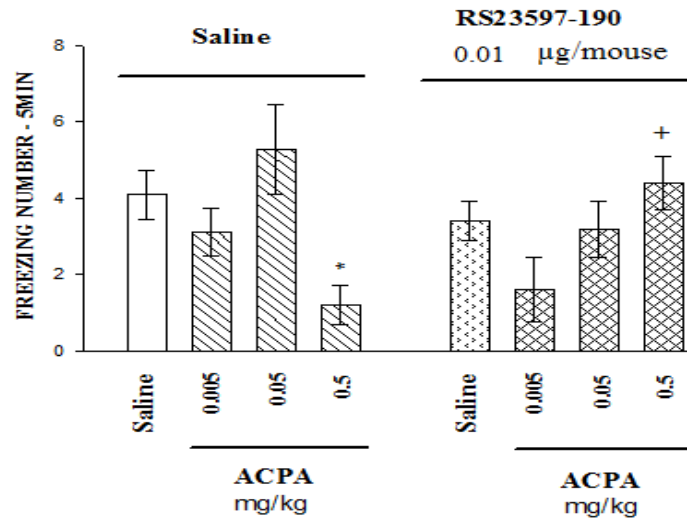 RS23597-190
Saline
0.01 µg/mouse
FREEZING NUMBER - 5MIN
8
6
4
2
0
*
+
Saline 0.005 0.05 0.5 Saline 0.005 0.05 0.5
ACPA ACPA
mg/kg mg/kg